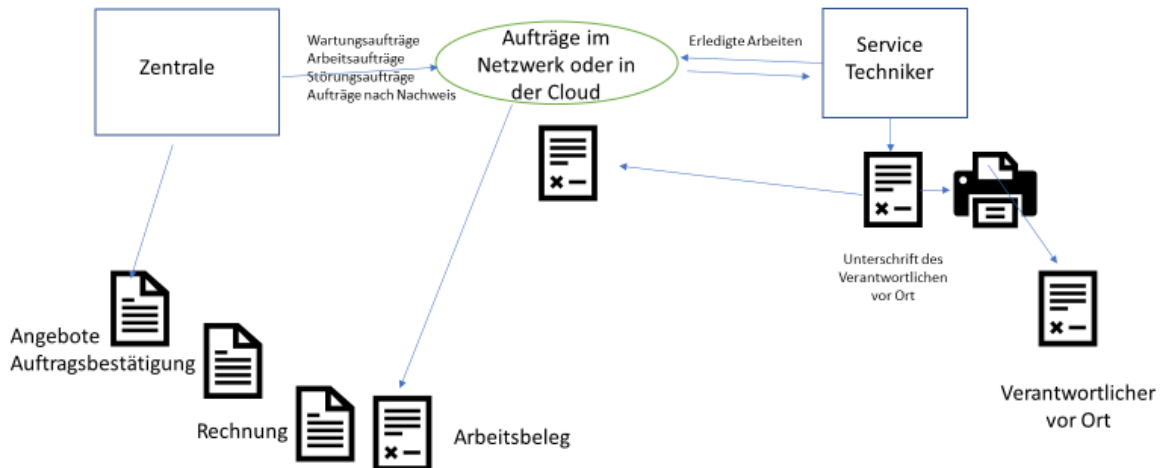 Zentrale
Wartungsaufträge
Arbeitsaufträge
Störungsaufträge
Aufträge nach Nachweis
Aufträge im
Netzwerk oder in
der Cloud
Erledigte Arbeiten
Service
Techniker
Unterschrift des
Verantwortlichen
vor Ort
Angebote
Auftragsbestätigung
Rechnung
Arbeitsbeleg
Verantwortlicher
vor Ort